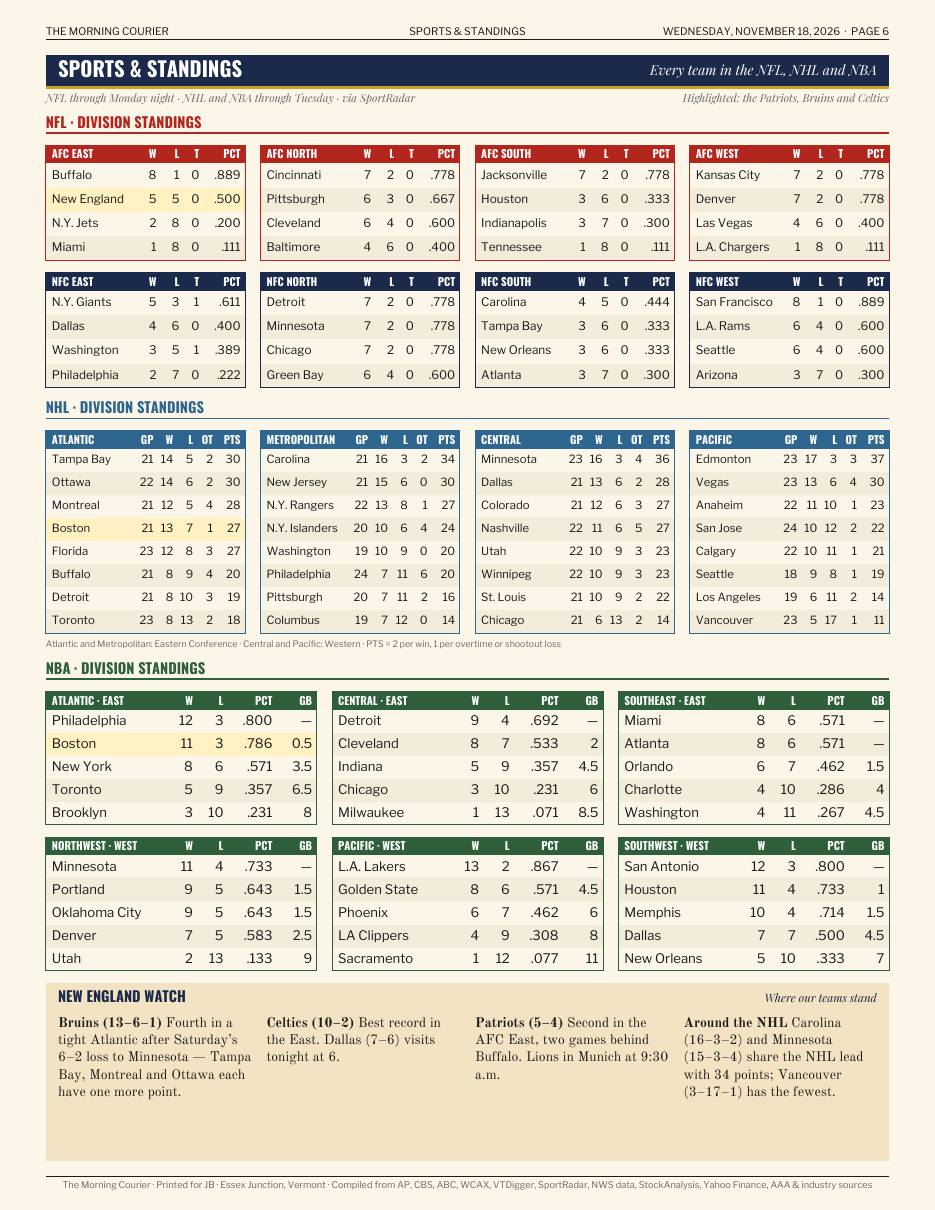 THE MORNING COURIER SPORTS & STANDINGS WEDNESDAY, NOVEMBER 18, 2026 · PAGE 6
SPORTS & STANDINGS Every team in the NFL, NHL and NBA
NFL through Monday night · NHL and NBA through Tuesday · via SportRadar Highlighted: the Patriots, Bruins and Celtics
NFL · DIVISION STANDINGS
AFC EAST W L T PCT
Buffalo 8 1 0 .889
New England 5 5 0 .500
N.Y. Jets 2 8 0 .200
Miami 1 8 0 .111
AFC NORTH W L T PCT
Cincinnati 7 2 0 .778
Pittsburgh 6 3 0 .667
Cleveland 6 4 0 .600
Baltimore 4 6 0 .400
AFC SOUTH W L T PCT
Jacksonville 7 2 0 .778
Houston 3 6 0 .333
Indianapolis 3 7 0 .300
Tennessee 1 8 0 .111
AFC WEST W L T PCT
Kansas City 7 2 0 .778
Denver 7 2 0 .778
Las Vegas 4 6 0 .400
L.A. Chargers 1 8 0 .111
NFC EAST W L T PCT
N.Y. Giants 5 3 1 .611
Dallas 4 6 0 .400
Washington 3 5 1 .389
Philadelphia 2 7 0 .222
NFC NORTH W L T PCT
Detroit 7 2 0 .778
Minnesota 7 2 0 .778
Chicago 7 2 0 .778
Green Bay 6 4 0 .600
NFC SOUTH W L T PCT
Carolina 4 5 0 .444
Tampa Bay 3 6 0 .333
New Orleans 3 6 0 .333
Atlanta 3 7 0 .300
NFC WEST W L T PCT
San Francisco 8 1 0 .889
L.A. Rams 6 4 0 .600
Seattle 6 4 0 .600
Arizona 3 7 0 .300
NHL · DIVISION STANDINGS
ATLANTIC GP W L OT PTS
Tampa Bay 21 14 5 2 30
Ottawa 22 14 6 2 30
Montreal 21 12 5 4 28
Boston 21 13 7 1 27
Florida 23 12 8 3 27
Buffalo 21 8 9 4 20
Detroit 21 8 10 3 19
Toronto 23 8 13 2 18
METROPOLITAN GP W L OT PTS
Carolina 21 16 3 2 34
New Jersey 21 15 6 0 30
N.Y. Rangers 22 13 8 1 27
N.Y. Islanders 20 10 6 4 24
Washington 19 10 9 0 20
Philadelphia 24 7 11 6 20
Pittsburgh 20 7 11 2 16
Columbus 19 7 12 0 14
CENTRAL GP W L OT PTS
Minnesota 23 16 3 4 36
Dallas 21 13 6 2 28
Colorado 21 12 6 3 27
Nashville 22 11 6 5 27
Utah 22 10 9 3 23
Winnipeg 22 10 9 3 23
St. Louis 21 10 9 2 22
Chicago 21 6 13 2 14
PACIFIC GP W L OT PTS
Edmonton 23 17 3 3 37
Vegas 23 13 6 4 30
Anaheim 22 11 10 1 23
San Jose 24 10 12 2 22
Calgary 22 10 11 1 21
Seattle 18 9 8 1 19
Los Angeles 19 6 11 2 14
Vancouver 23 5 17 1 11
Atlantic and Metropolitan: Eastern Conference · Central and Pacific: Western · PTS = 2 per win, 1 per overtime or shootout loss
NBA · DIVISION STANDINGS
ATLANTIC · EAST W L PCT GB
Philadelphia 12 3 .800 —
Boston 11 3 .786 0.5
New York 8 6 .571 3.5
Toronto 5 9 .357 6.5
Brooklyn 3 10 .231 8
CENTRAL · EAST W L PCT GB
Detroit 9 4 .692 —
Cleveland 8 7 .533 2
Indiana 5 9 .357 4.5
Chicago 3 10 .231 6
Milwaukee 1 13 .071 8.5
SOUTHEAST · EAST W L PCT GB
Miami 8 6 .571 —
Atlanta 8 6 .571 —
Orlando 6 7 .462 1.5
Charlotte 4 10 .286 4
Washington 4 11 .267 4.5
NORTHWEST · WEST W L PCT GB
Minnesota 11 4 .733 —
Portland 9 5 .643 1.5
Oklahoma City 9 5 .643 1.5
Denver 7 5 .583 2.5
Utah 2 13 .133 9
PACIFIC · WEST W L PCT GB
L.A. Lakers 13 2 .867 —
Golden State 8 6 .571 4.5
Phoenix 6 7 .462 6
LA Clippers 4 9 .308 8
Sacramento 1 12 .077 11
SOUTHWEST · WEST W L PCT GB
San Antonio 12 3 .800 —
Houston 11 4 .733 1
Memphis 10 4 .714 1.5
Dallas 7 7 .500 4.5
New Orleans 5 10 .333 7
NEW ENGLAND WATCH Where our teams stand
Bruins (13–6–1) Fourth in a
tight Atlantic after Saturday's
6–2 loss to Minnesota — Tampa
Bay, Montreal and Ottawa each
have one more point.
Celtics (10–2) Best record in
the East. Dallas (7–6) visits
tonight at 6.
Patriots (5–4) Second in the
AFC East, two games behind
Buffalo. Lions in Munich at 9:30
a.m.
Around the NHL Carolina
(16–3–2) and Minnesota
(15–3–4) share the NHL lead
with 34 points; Vancouver
(3–17–1) has the fewest.
The Morning Courier · Printed for JB · Essex Junction, Vermont · Compiled from AP, CBS, ABC, WCAX, VTDigger, SportRadar, NWS data, StockAnalysis, Yahoo Finance, AAA & industry sources